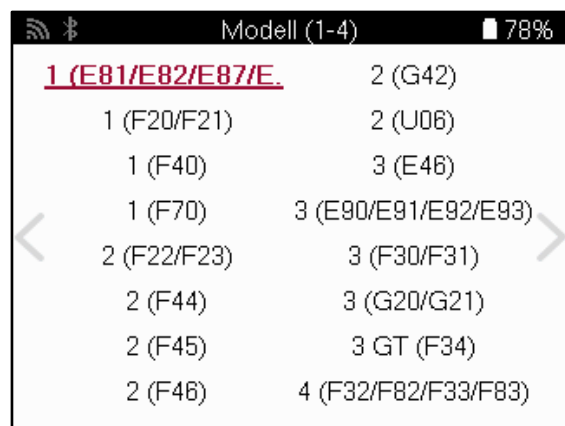 Modell (1-4) 78%
1 (E81/E82/E87/E.
1 (F20/F21)
1 (F40)
1 (F70)
2 (F22/F23)
2 (F44)
2 (F45)
2 (F46)
2 (G42)
2 (U06)
3 (E46)
3 (E90/E91/E92/E93)
3 (F30/F31)
3 (G20/G21)
3 GT (F34)
4 (F32/F82/F33/F83)